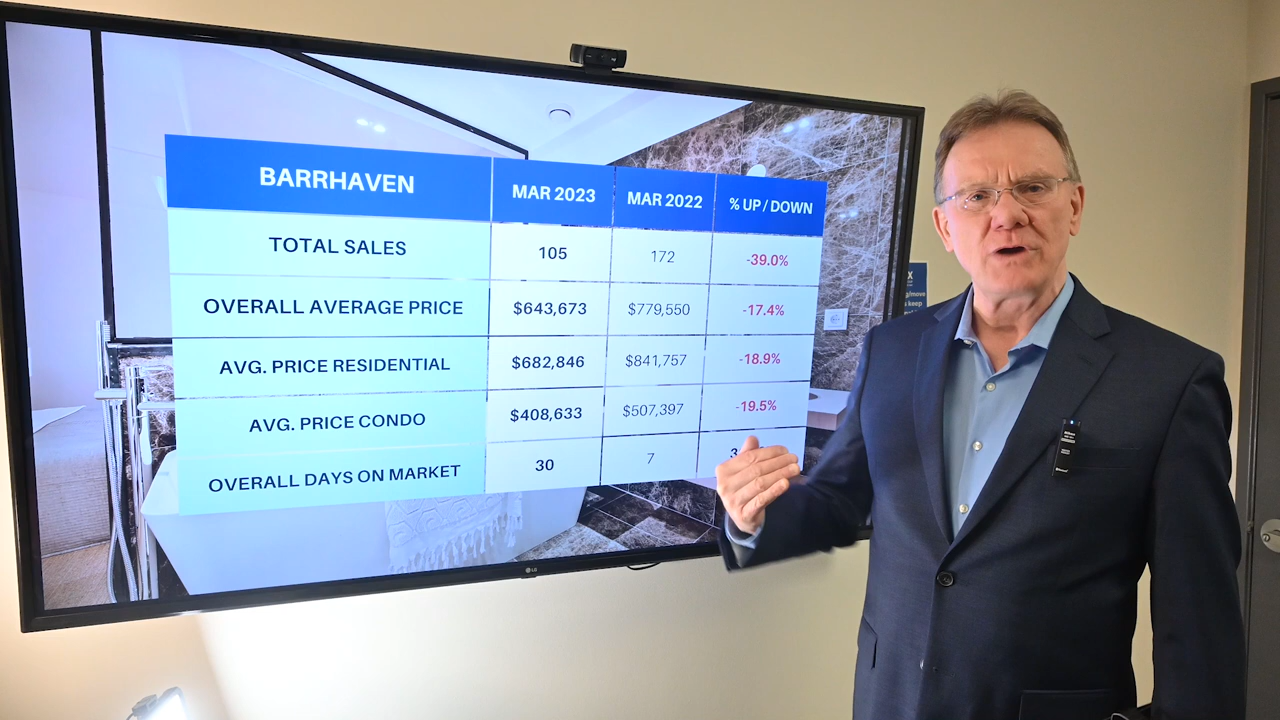 BARRHAVEN MAR 2023 MAR 2022 % UP / DOWN
TOTAL SALES 105 172 -39.0%
OVERALL AVERAGE PRICE $643,673 $779,550 -17.4%
AVG. PRICE RESIDENTIAL $682,846 $841,757 -18.9%
AVG. PRICE CONDO $408,633 $507,397 -19.5%
OVERALL DAYS ON MARKET 30 7
LG
keep